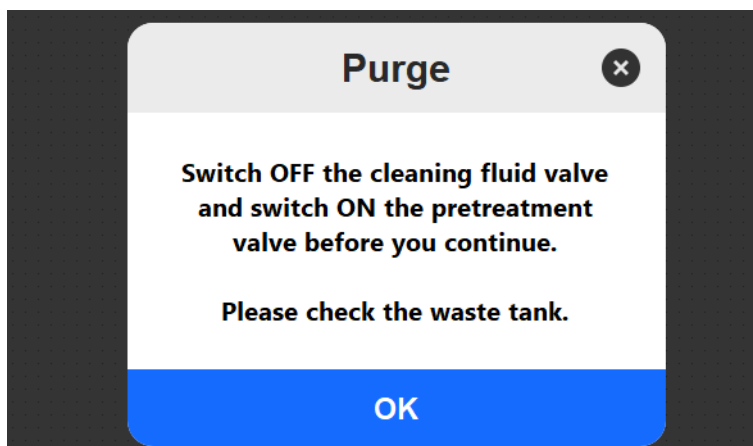 Purge
Switch OFF the cleaning fluid valve
and switch ON the pretreatment
valve before you continue.
Please check the waste tank.
OK